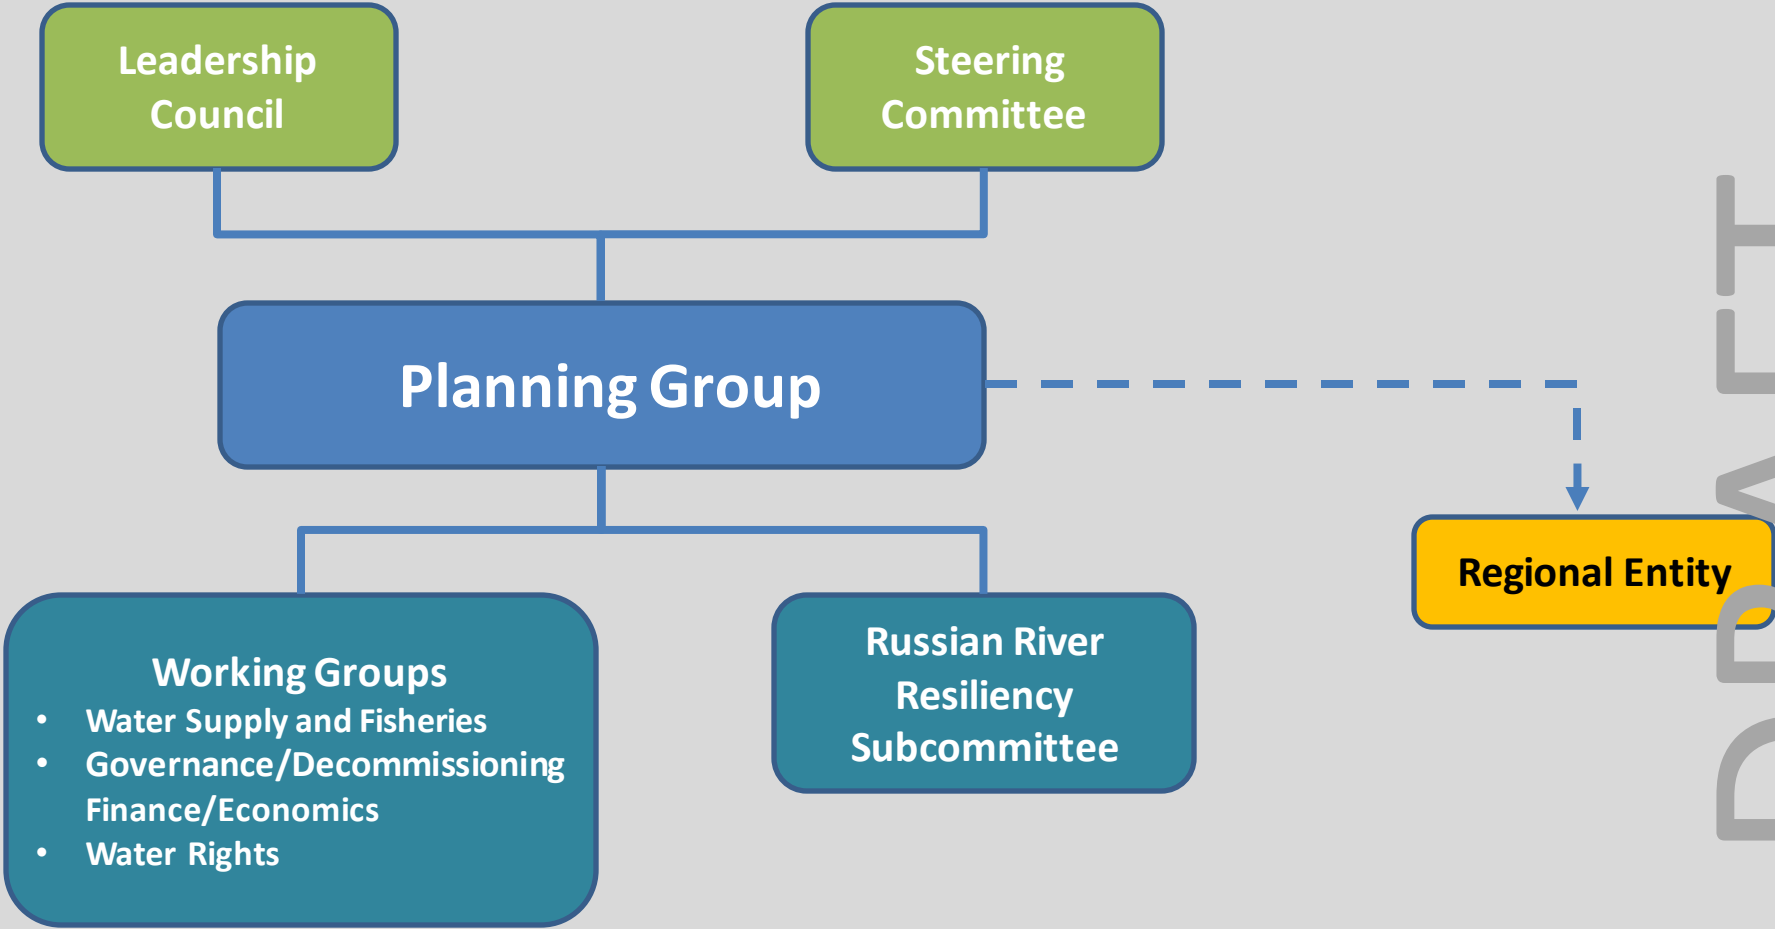 Leadership
Council
Steering
Committee
Planning Group
Regional Entity
Working Groups
• Water Supply and Fisheries
• Governance/Decommissioning
Finance/Economics
• Water Rights
Russian River
Resiliency
Subcommittee
DRAFT